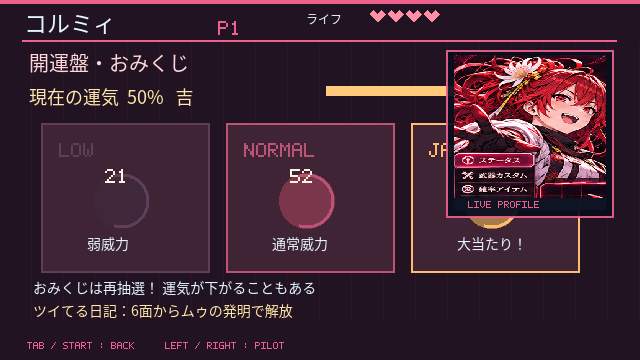 コルミィ P1 ライフ
開運盤・おみくじ
現在の運気 50% 吉
LOW NORMAL
21 52
弱威力 通常威力 大当たり！
ステータス
武器カスタム
確率アイテム
LIVE PROFILE
おみくじは再抽選！ 運気が下がることもある
ツイてる日記：6面からムゥの発明で解放
TAB / START : BACK LEFT / RIGHT : PILOT